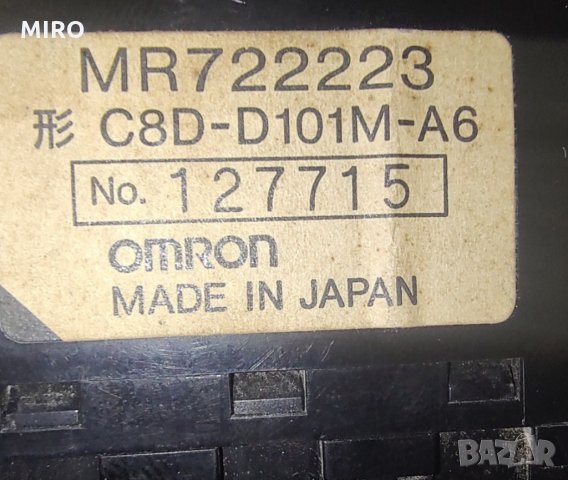 MIRO
MR722223
形 C8D-D101M-A6
No. 127715
omron
MADE IN JAPAN
BAZAR